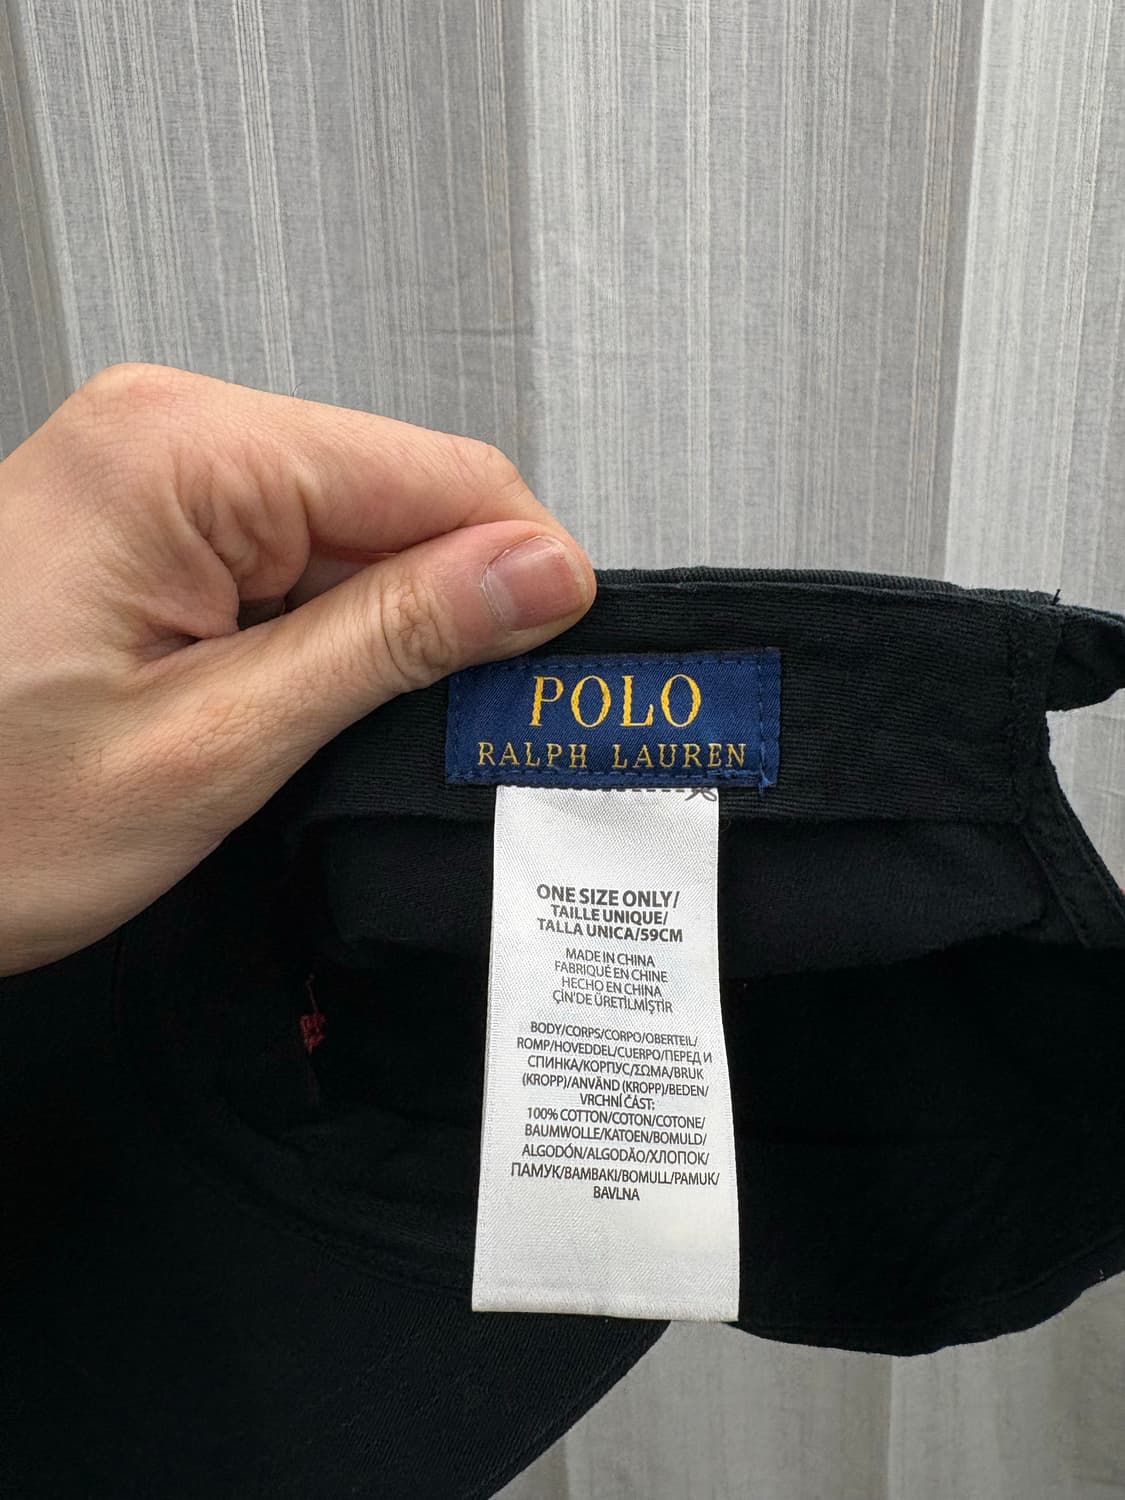 POLO
RALPH LAUREN
ONE SIZE ONLY/
TAILLE UNIQUE/
TALLA UNICA/59CM
MADE IN CHINA
FABRIQUÉ EN CHINE
HECHO EN CHINA
ÇİN'DE ÜRETİLMİŞTİR
BODY/CORPS/CORPO/OBERTEIL/
ROMP/HOVEDDEL/CUERPO/ПЕРЕД И
СПИНКА/КОРПУС/ΣΩΜΑ/BRUK
(KROPP)/ANVÄND (KROPP)/BEDEN/
VRCHNÍ ČÁST:
100% COTTON/COTON/COTONE/
BAUMWOLLE/KATOEN/BOMULD/
ALGODÓN/ALGODÃO/ХЛОПОК/
ПАМУК/ΒΑΜΒΑΚΙ/BOMULL/PAMUK/
BAVLNA